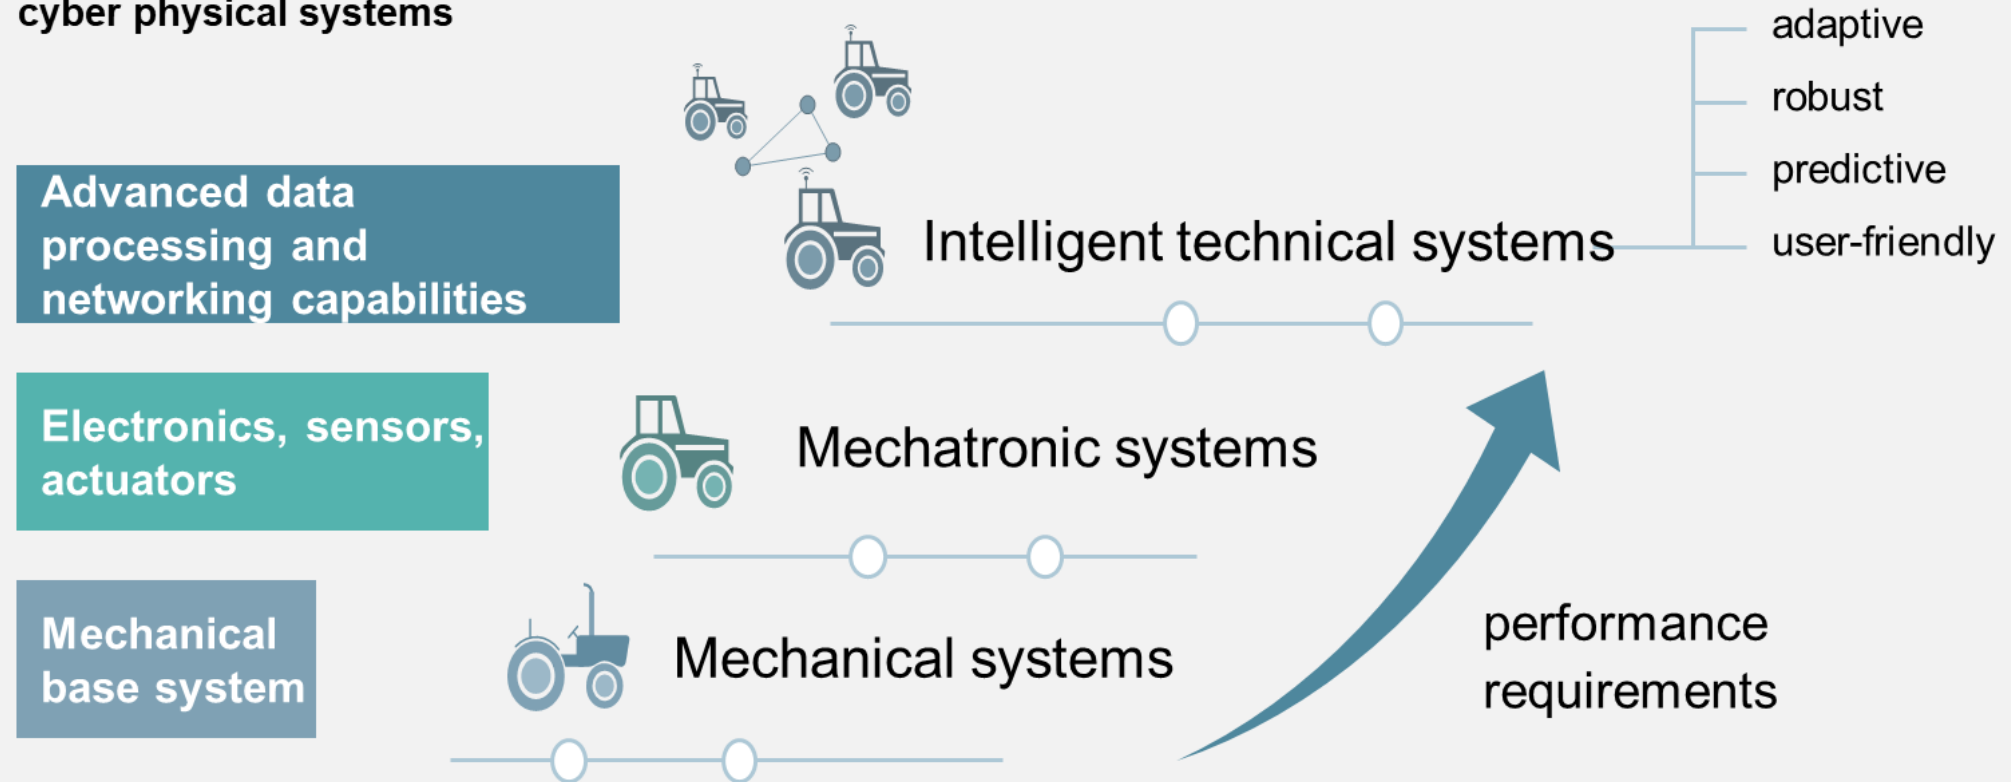 cyber physical systems
adaptive
robust
predictive
user-friendly
Advanced data
processing and
networking capabilities
Intelligent technical systems
Electronics, sensors,
actuators
Mechatronic systems
Mechanical
base system
Mechanical systems
performance
requirements